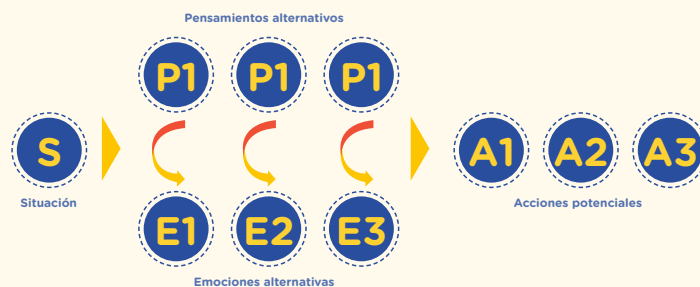 Pensamientos alternativos
P1 P1 P1
S
Situación
A1 A2 A3
Acciones potenciales
E1 E2 E3
Emociones alternativas